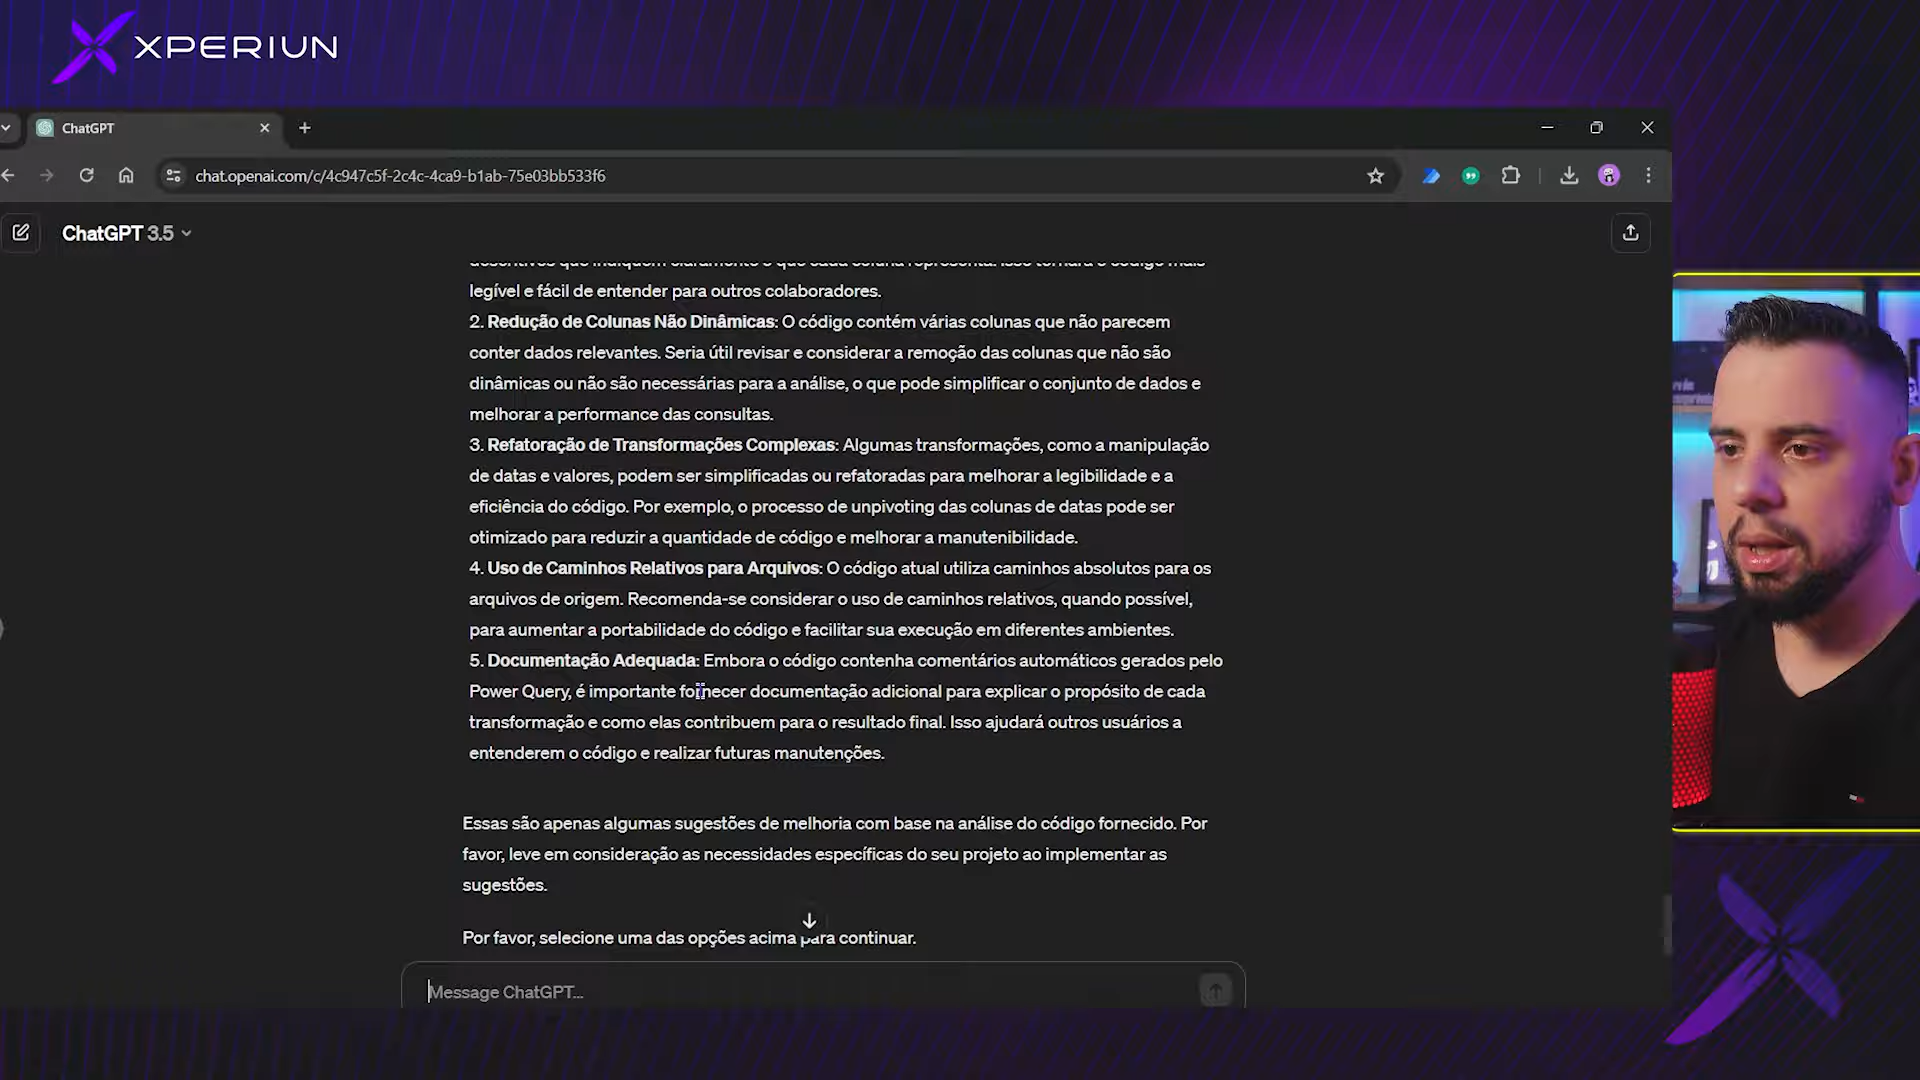 XPERIUN
ChatGPT
chat.openai.com/c/4c947c5f-2c4c-4ca9-b1ab-75e03bb533f6
ChatGPT 3.5
legível e fácil de entender para outros colaboradores.
2. Redução de Colunas Não Dinâmicas: O código contém várias colunas que não parecem
conter dados relevantes. Seria útil revisar e considerar a remoção das colunas que não são
dinâmicas ou não são necessárias para a análise, o que pode simplificar o conjunto de dados e
melhorar a performance das consultas.
3. Refatoração de Transformações Complexas: Algumas transformações, como a manipulação
de datas e valores, podem ser simplificadas ou refatoradas para melhorar a legibilidade e a
eficiência do código. Por exemplo, o processo de unpivoting das colunas de datas pode ser
otimizado para reduzir a quantidade de código e melhorar a manutenibilidade.
4. Uso de Caminhos Relativos para Arquivos: O código atual utiliza caminhos absolutos para os
arquivos de origem. Recomenda-se considerar o uso de caminhos relativos, quando possível,
para aumentar a portabilidade do código e facilitar sua execução em diferentes ambientes.
5. Documentação Adequada: Embora o código contenha comentários automáticos gerados pelo
Power Query, é importante fornecer documentação adicional para explicar o propósito de cada
transformação e como elas contribuem para o resultado final. Isso ajudará outros usuários a
entenderem o código e realizar futuras manutenções.
Essas são apenas algumas sugestões de melhoria com base na análise do código fornecido. Por
favor, leve em consideração as necessidades específicas do seu projeto ao implementar as
sugestões.
Por favor, selecione uma das opções acima para continuar.
Message ChatGPT...